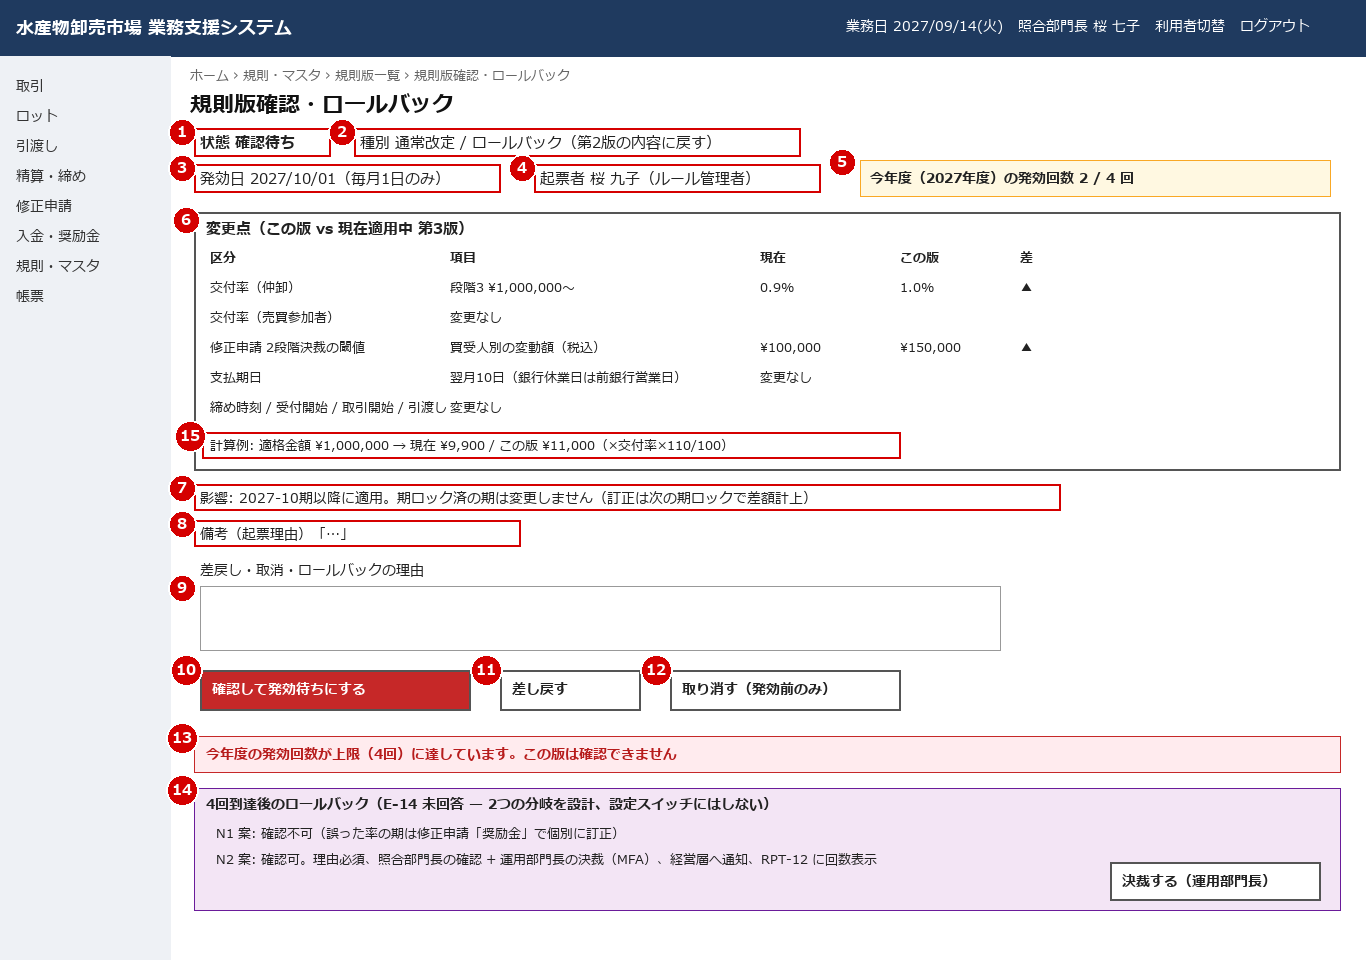 水産物卸売市場 業務支援システム
業務日 2027/09/14(火) 照合部門長 桜 七子 利用者切替 ログアウト
取引
ロット
引渡し
精算・締め
修正申請
入金・奨励金
規則・マスタ
帳票
ホーム › 規則・マスタ › 規則版一覧 › 規則版確認・ロールバック
規則版確認・ロールバック
1 状態 確認待ち
2 種別 通常改定 / ロールバック（第2版の内容に戻す）
3 発効日 2027/10/01（毎月1日のみ）
4 起票者 桜 九子（ルール管理者）
5 今年度（2027年度）の発効回数 2 / 4 回
6 変更点（この版 vs 現在適用中 第3版）
区分 項目 現在 この版 差
交付率（仲卸） 段階3 ¥1,000,000～ 0.9% 1.0% ▲
交付率（売買参加者） 変更なし
修正申請 2段階決裁の閾値 買受人別の変動額（税込） ¥100,000 ¥150,000 ▲
支払期日 翌月10日（銀行休業日は前銀行営業日） 変更なし
締め時刻 / 受付開始 / 取引開始 / 引渡し 変更なし
15 計算例: 適格金額 ¥1,000,000 → 現在 ¥9,900 / この版 ¥11,000（×交付率×110/100）
7 影響: 2027-10期以降に適用。期ロック済の期は変更しません（訂正は次の期ロックで差額計上）
8 備考（起票理由）「…」
差戻し・取消・ロールバックの理由
9
10 確認して発効待ちにする
11 差し戻す
12 取り消す（発効前のみ）
13 今年度の発効回数が上限（4回）に達しています。この版は確認できません
14 4回到達後のロールバック（E-14 未回答 — 2つの分岐を設計、設定スイッチにはしない）
N1 案: 確認不可（誤った率の期は修正申請「奨励金」で個別に訂正）
N2 案: 確認可。理由必須、照合部門長の確認 + 運用部門長の決裁（MFA）、経営層へ通知、RPT-12 に回数表示
決裁する（運用部門長）